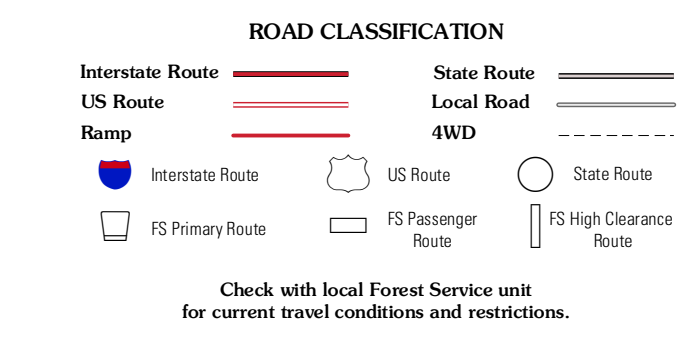 ROAD CLASSIFICATION
Interstate Route
State Route
US Route
Local Road
Ramp
4WD
Interstate Route
US Route
State Route
FS Primary Route
FS Passenger
Route
FS High Clearance
Route
Check with local Forest Service unit
for current travel conditions and restrictions.